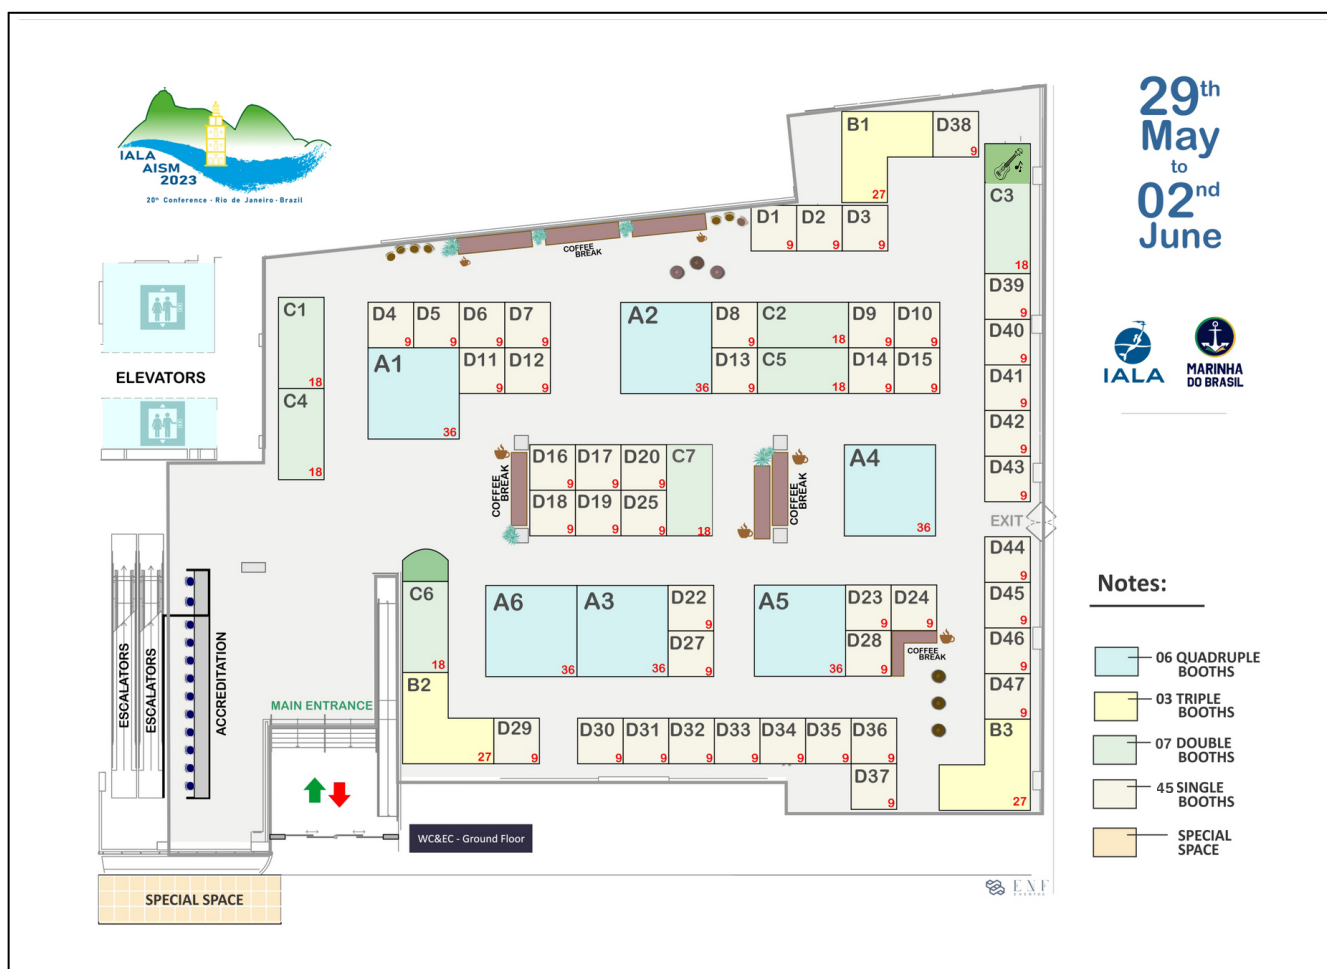 IALA
AISM
2023
20th Conference - Rio de Janeiro - Brazil
29th
May
to
02nd
June
IALA
MARINHA
DO BRASIL
B1
27
D38
9
C3
18
D1
9
D2
9
D3
9
COFFEE
BREAK
ELEVATORS
C1
18
C4
18
D4
9
D5
9
D6
9
D7
9
A1
36
D11
9
D12
9
A2
36
D8
9
C2
18
D9
9
D10
9
D13
9
C5
18
D14
9
D15
9
D39
9
D40
9
D41
9
D42
9
D43
9
EXIT
COFFEE
BREAK
D16
9
D17
9
D20
9
C7
18
D18
9
D19
9
D25
9
COFFEE
BREAK
A4
36
D44
9
D45
9
D46
9
D47
9
B3
27
C6
18
B2
27
D29
9
A6
36
A3
36
D22
9
D27
9
A5
36
D23
9
D24
9
D28
9
COFFEE
BREAK
D30
9
D31
9
D32
9
D33
9
D34
9
D35
9
D36
9
D37
9
ESCALATORS
ESCALATORS
ACCREDITATION
MAIN ENTRANCE
WC&EC - Ground Floor
SPECIAL SPACE
Notes:
06 QUADRUPLE
BOOTHS
03 TRIPLE
BOOTHS
07 DOUBLE
BOOTHS
45 SINGLE
BOOTHS
SPECIAL
SPACE
EXF
EVENTOS